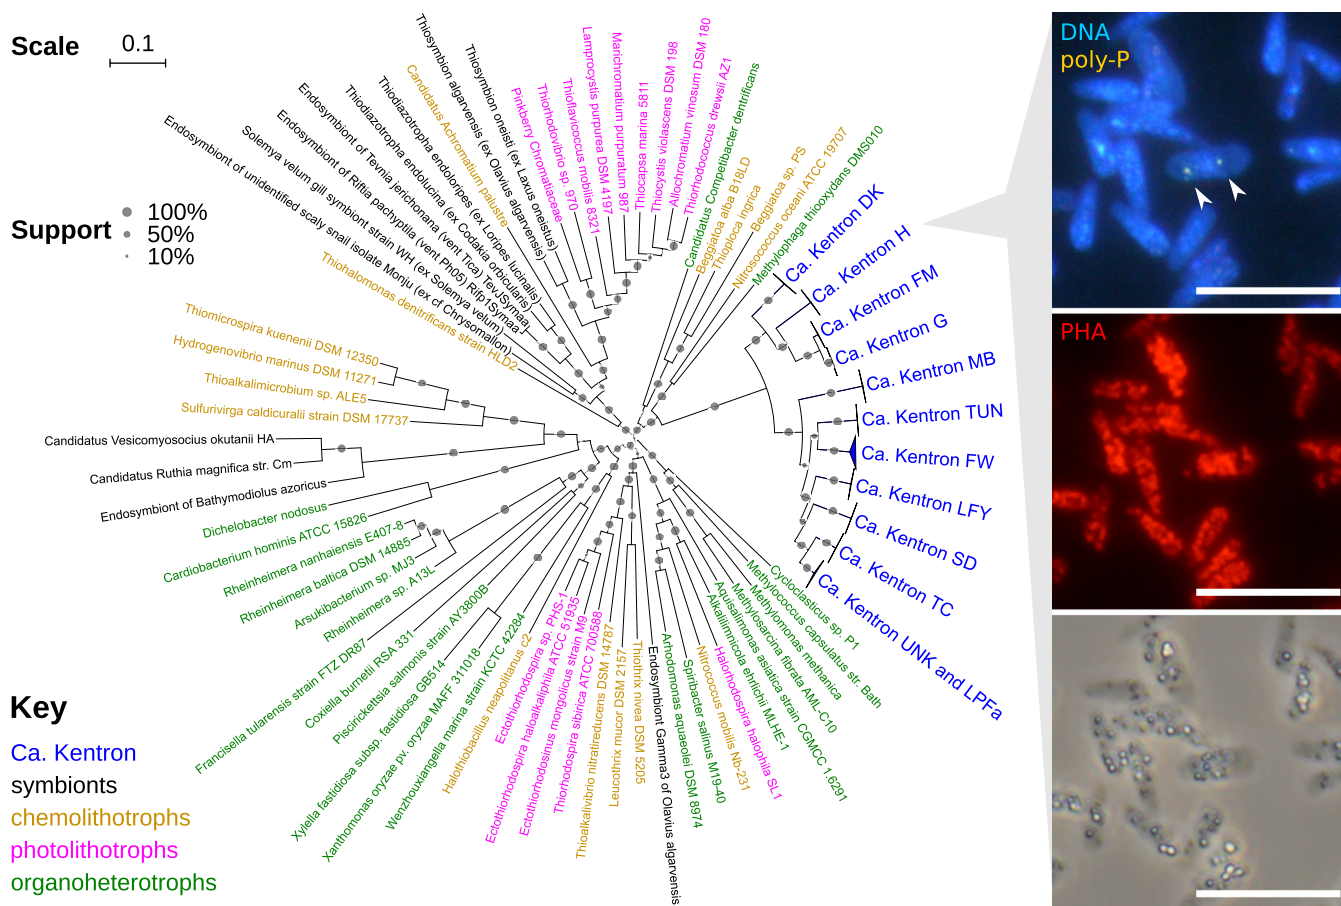 Scale
0.1
Support
100%
50%
10%
Key
Ca. Kentron
symbionts
chemolithotrophs
photolithotrophs
organoheterotrophs
Endosymbiont of unidentified scaly snail isolate Monju (ex cf Chrysomallon)
Solemya velum gill symbiont strain WH (ex Solemya velum)
Endosymbiont of Riftia pachyptila (vent Ph05) Rifp1Symaa
Endosymbiont of Tevnia jerichonana (vent Tica) TevJSymaa
Thiodiazotropha endolucina (ex Codakia orbicularis)
Thiodiazotropha endoloripes (ex Loripes lucinalis)
Candidatus Achromatium palustre
Thiosymbion algarvensis (ex Olavius algarvensis)
Thiosymbion oneisti (ex Laxus oneistus)
Pinkberry Chromatiaceae
Thiorhodovibrio sp. 970
Thioflavicoccus mobilis 8321
Lamprocystis purpurea DSM 4197
Marichromatium purpuratum 987
Thiocapsa marina 5811
Thiocystis violascens DSM 198
Allochromatium vinosum DSM 180
Thiorhodococcus drewsii AZ1
Candidatus Competibacter dentrificans
Beggiatoa alba B18LD
Thioploca ingrica
Beggiatoa sp. PS
Nitrosococcus oceani ATCC 19707
Methylophaga thiooxydans DMS010
Ca. Kentron DK
Ca. Kentron H
Ca. Kentron FM
Ca. Kentron G
Ca. Kentron MB
Ca. Kentron TUN
Ca. Kentron FW
Ca. Kentron LFY
Ca. Kentron SD
Ca. Kentron TC
Ca. Kentron UNK and LPFa
Cycloclasticus sp. P1
Methylococcus capsulatus str. Bath
Methylomonas methanica
Methylosarcina fibrata AML-C10
Aquisalimonas asiatica strain CGMCC 1.6291
Alkalilimnicola ehrlichii MLHE-1
Halorhodospira halophila SL1
Nitrococcus mobilis Nb-231
Spiribacter salinus M19-40
Arhodomonas aquaeolei DSM 8974
Endosymbiont Gamma3 of Olavius algarvensis
Thiothrix nivea DSM 5205
Leucothrix mucor DSM 2157
Thioalkalivibrio nitratireducens DSM 14787
Thiorhodospira sibirica ATCC 700588
Ectothiorhodosinus mongolicus strain M9
Ectothiorhodospira haloalkaliphila ATCC 51935
Ectothiorhodospira sp. PHS-1
Halothiobacillus neapolitanus c2
Wenzhouxiangella marina strain KCTC 42284
Xanthomonas oryzae pv. oryzae MAFF 311018
Xylella fastidiosa subsp. fastidiosa GB514
Piscirickettsia salmonis strain AY3800B
Coxiella burnetii RSA 331
Francisella tularensis strain FTZ DR87
Rheinheimera sp. A13L
Arsukibacterium sp. MJ3
Rheinheimera baltica DSM 14885
Rheinheimera nanhaiensis E407-8
Cardiobacterium hominis ATCC 15826
Dichelobacter nodosus
Endosymbiont of Bathymodiolus azoricus
Candidatus Ruthia magnifica str. Cm
Candidatus Vesicomyosocius okutanii HA
Sulfurivirga caldicuralii strain DSM 17737
Thioalkalimicrobium sp. ALE5
Hydrogenovibrio marinus DSM 11271
Thiomicrospira kuenenii DSM 12350
Thiohalomonas denitrificans strain HLD2
DNA
poly-P
PHA